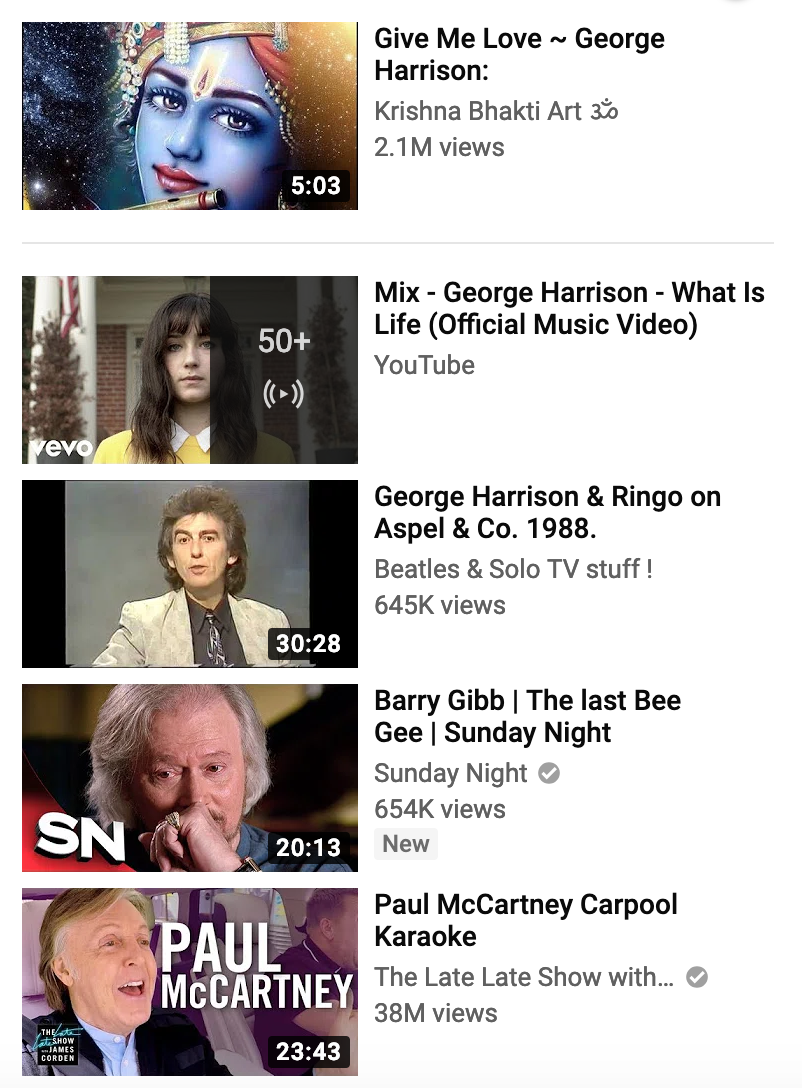 Give Me Love ~ George
Harrison:
Krishna Bhakti Art ॐ
2.1M views
5:03
Mix - George Harrison - What Is
Life (Official Music Video)
YouTube
50+
vevo
George Harrison & Ringo on
Aspel & Co. 1988.
Beatles & Solo TV stuff !
645K views
30:28
Barry Gibb | The last Bee
Gee | Sunday Night
Sunday Night
654K views
New
SN
20:13
Paul McCartney Carpool
Karaoke
The Late Late Show with...
38M views
PAUL
McCARTNEY
THE
Late Late
SHOW
WITH JAMES
CORDEN
23:43